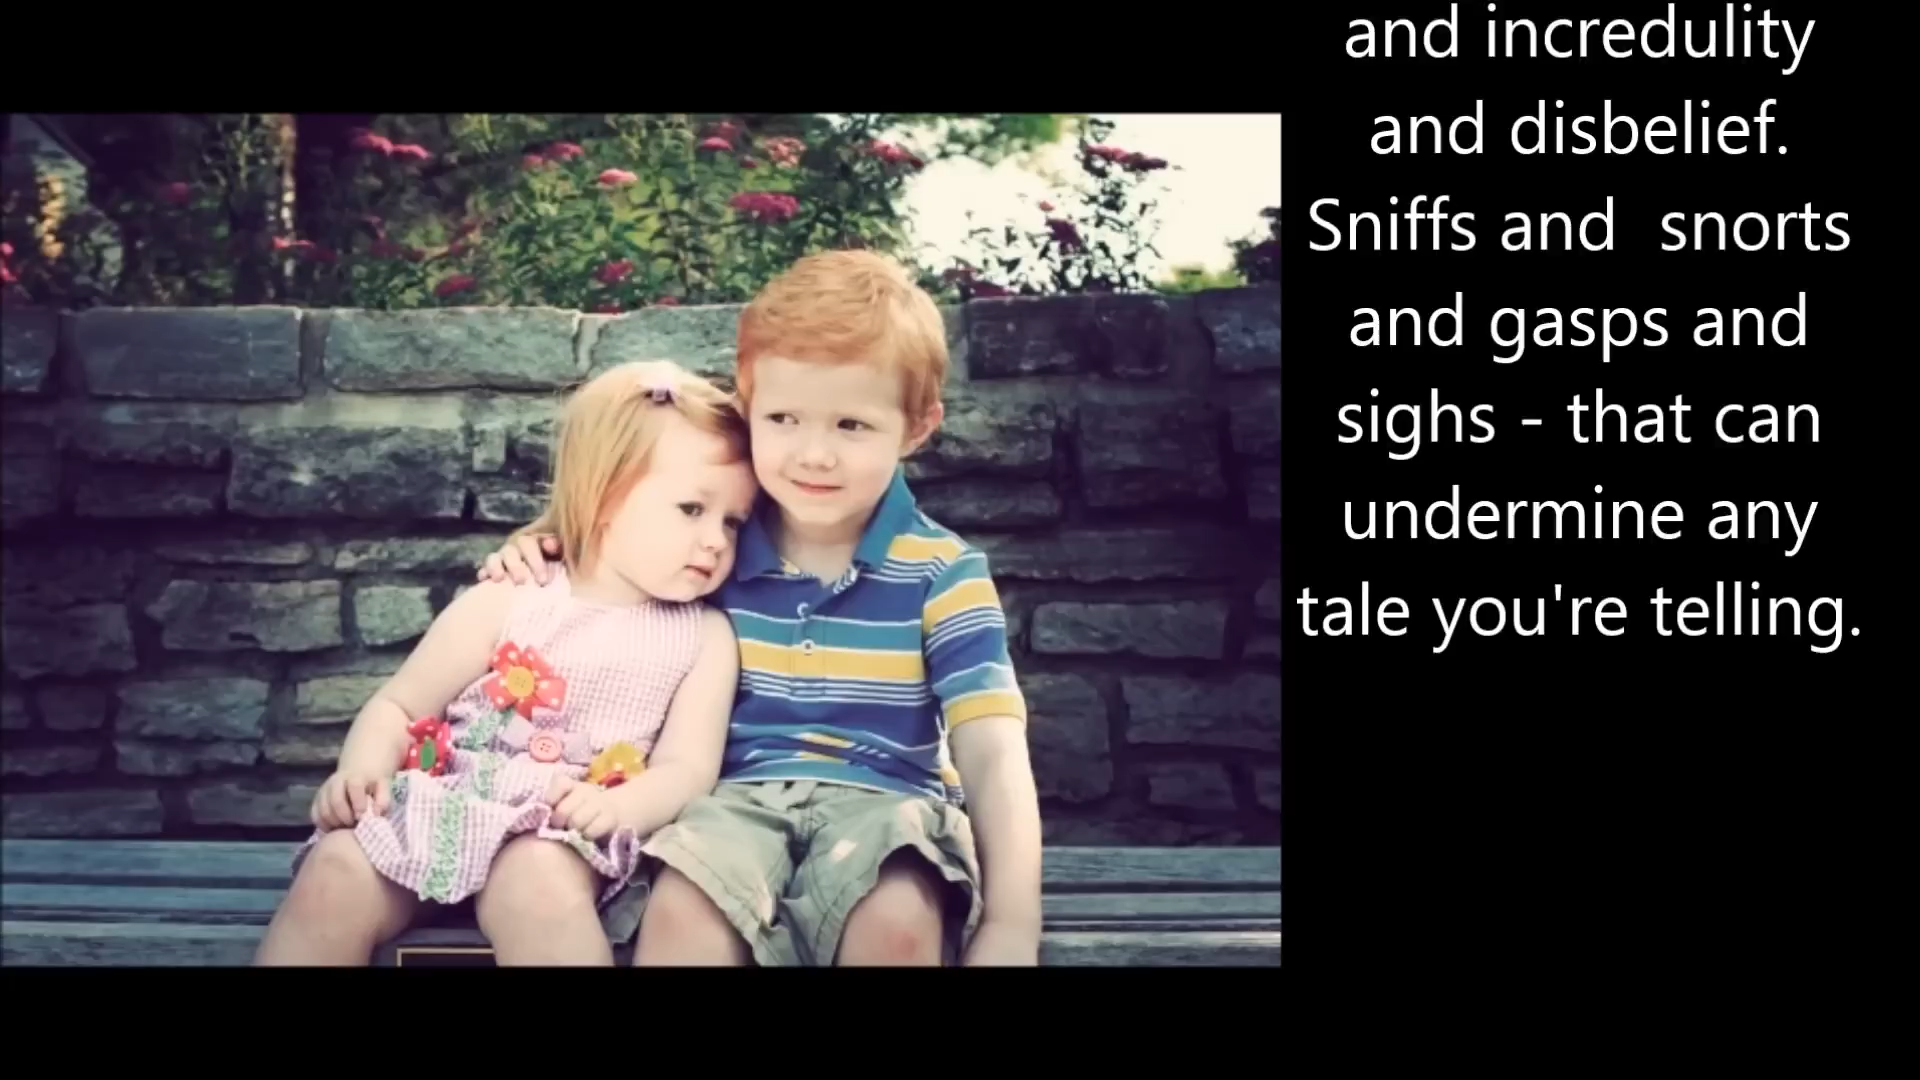 and incredulity
and disbelief.
Sniffs and  snorts
and gasps and
sighs - that can
undermine any
tale you're telling.